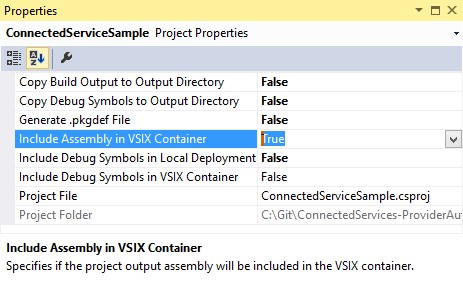 Properties
ConnectedServiceSample Project Properties
Copy Build Output to Output Directory False
Copy Debug Symbols to Output Directory False
Generate .pkgdef File False
Include Assembly in VSIX Container True
Include Debug Symbols in Local Deployment False
Include Debug Symbols in VSIX Container False
Project File ConnectedServiceSample.csproj
Project Folder C:\Git\ConnectedServices-ProviderAu
Include Assembly in VSIX Container
Specifies if the project output assembly will be included in the VSIX container.